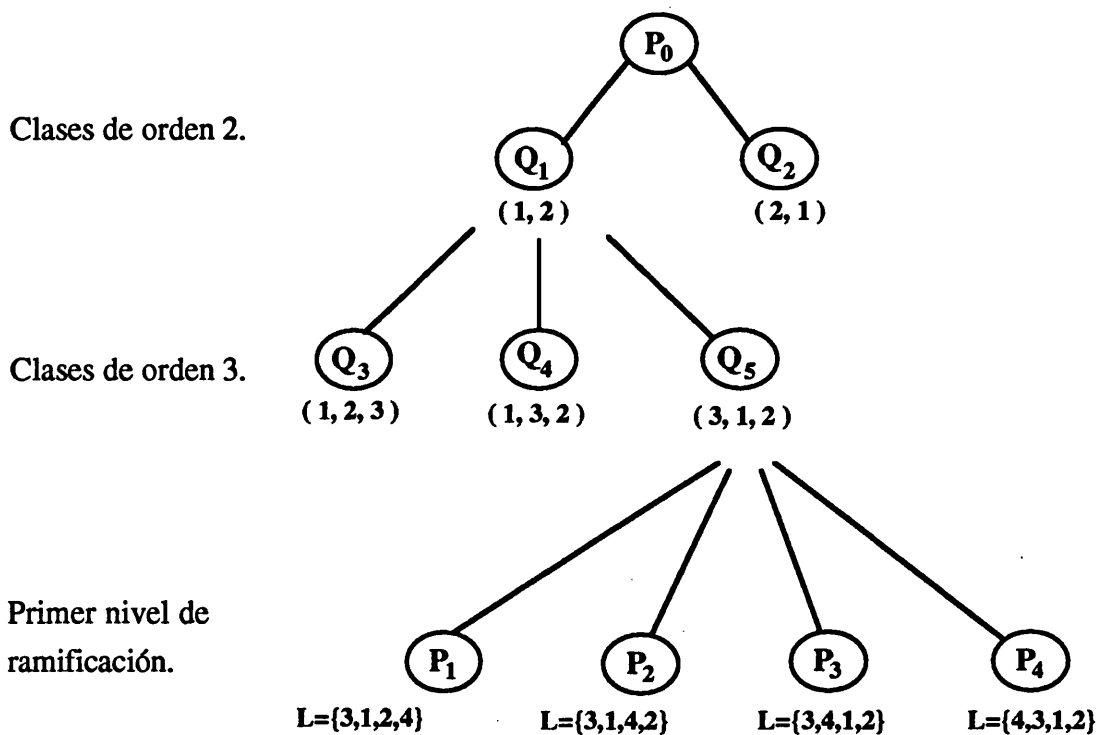 P0
Clases de orden 2.
Q1 Q2
( 1, 2 ) ( 2, 1 )
Clases de orden 3.
Q3 Q4 Q5
( 1, 2, 3 ) ( 1, 3, 2 ) ( 3, 1, 2 )
Primer nivel de
ramificación.
P1 P2 P3 P4
L={3,1,2,4} L={3,1,4,2} L={3,4,1,2} L={4,3,1,2}